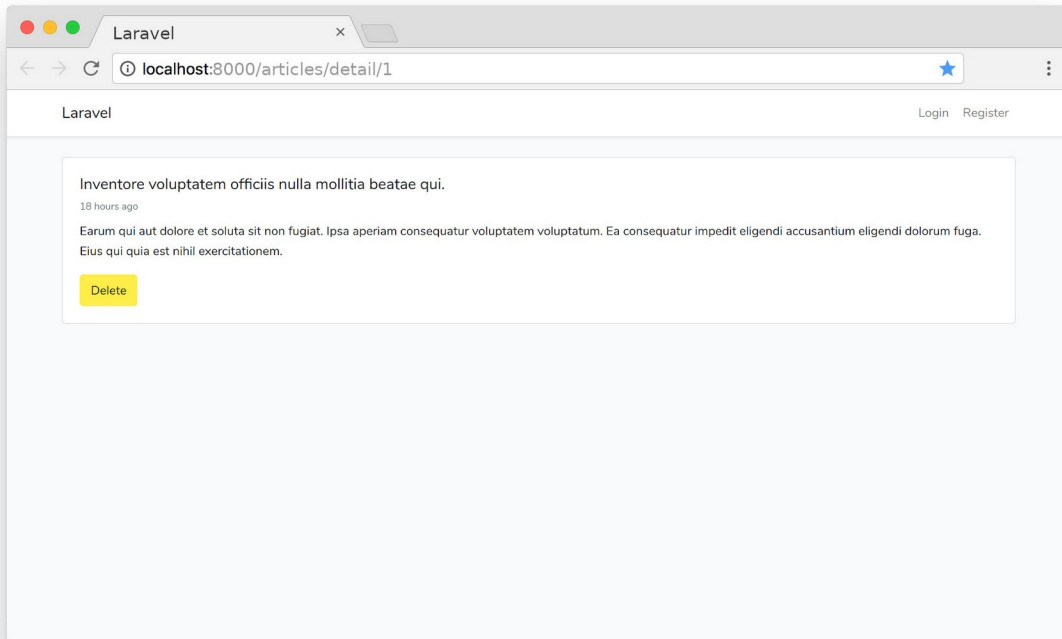 Laravel
localhost:8000/articles/detail/1
Laravel
Login Register
Inventore voluptatem officiis nulla mollitia beatae qui.
18 hours ago
Earum qui aut dolore et soluta sit non fugiat. Ipsa aperiam consequatur voluptatem voluptatum. Ea consequatur impedit eligendi accusantium eligendi dolorum fuga.
Eius qui quia est nihil exercitationem.
Delete